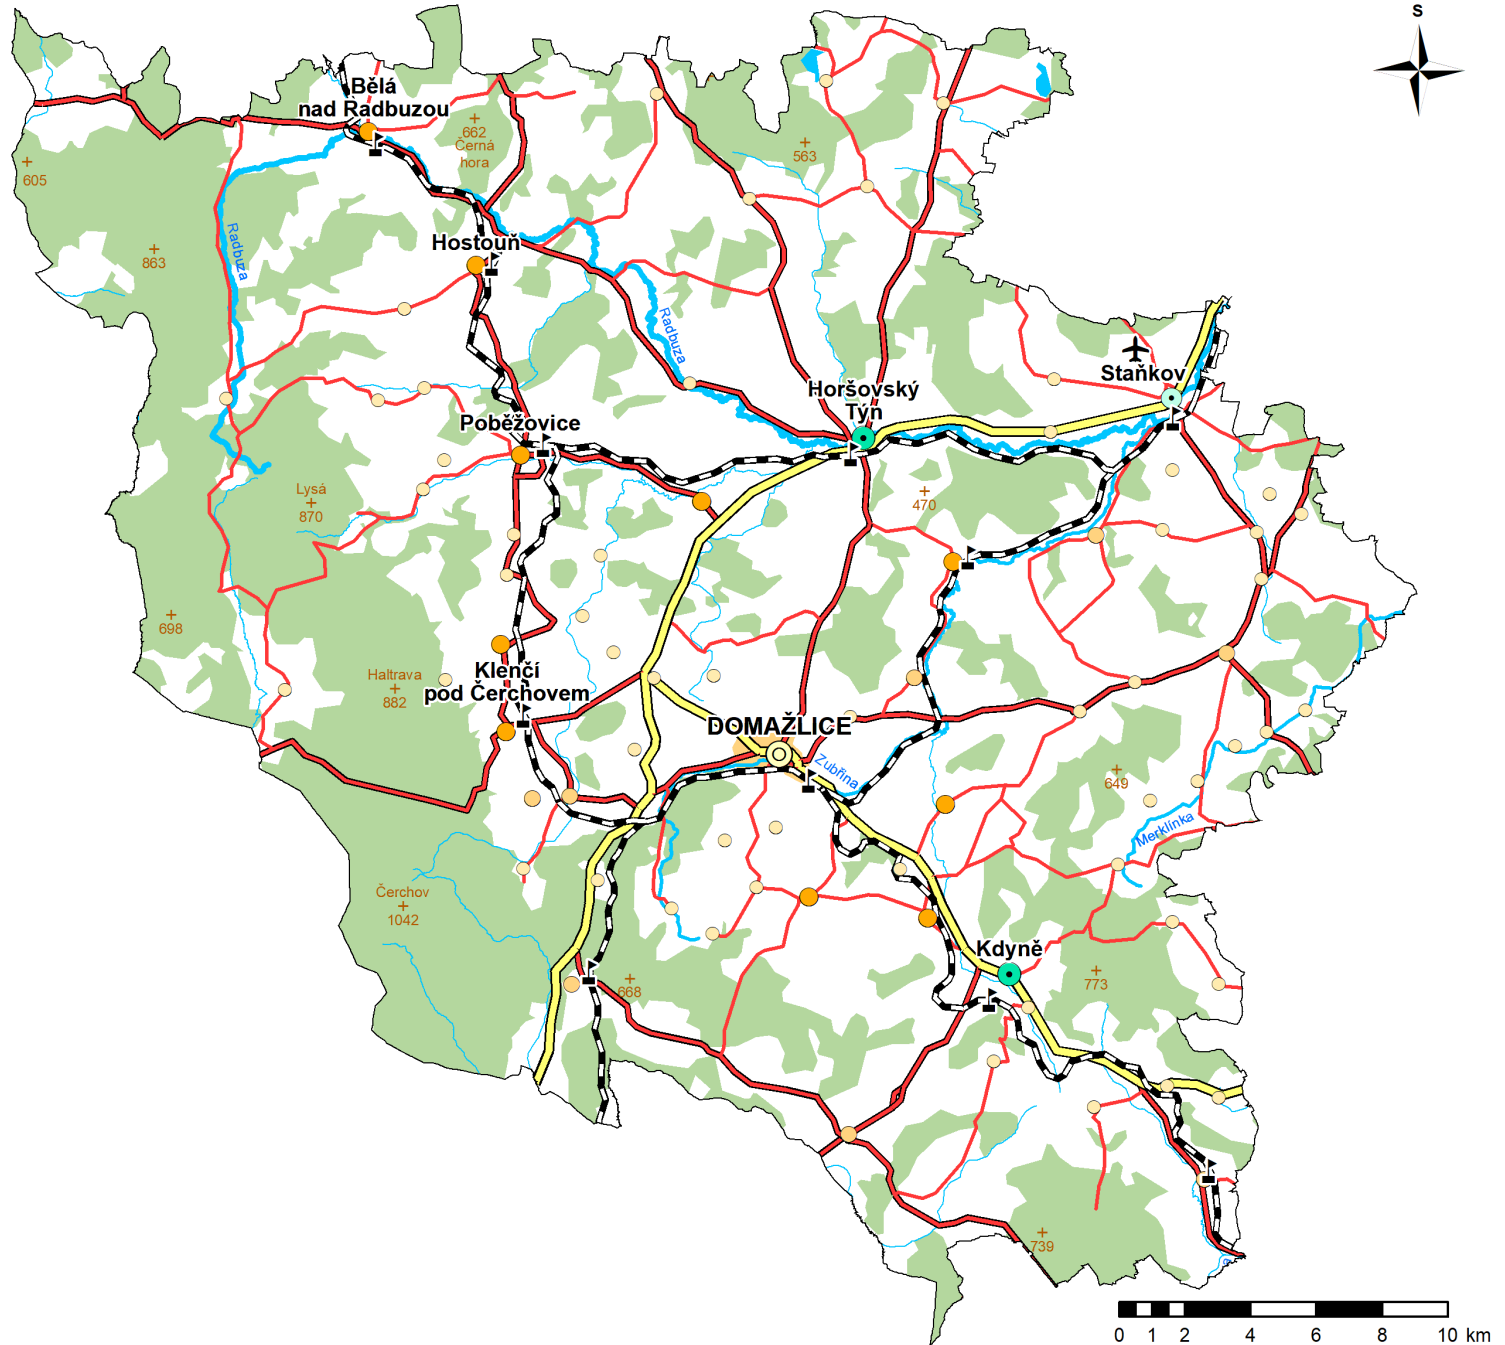 S
Bělá
nad Radbuzou
662
Černá
hora
563
605
Radbuza
863
Hostouň
Radbuza
Staňkov
Horšovský
Týn
Poběžovice
Lysá
870
470
698
Haltrava
882
Klenčí
pod Čerchovem
DOMAŽLICE
Zubřina
649
Merklínka
Čerchov
1042
Kdyně
668
773
739
0 1 2 4 6 8 10 km